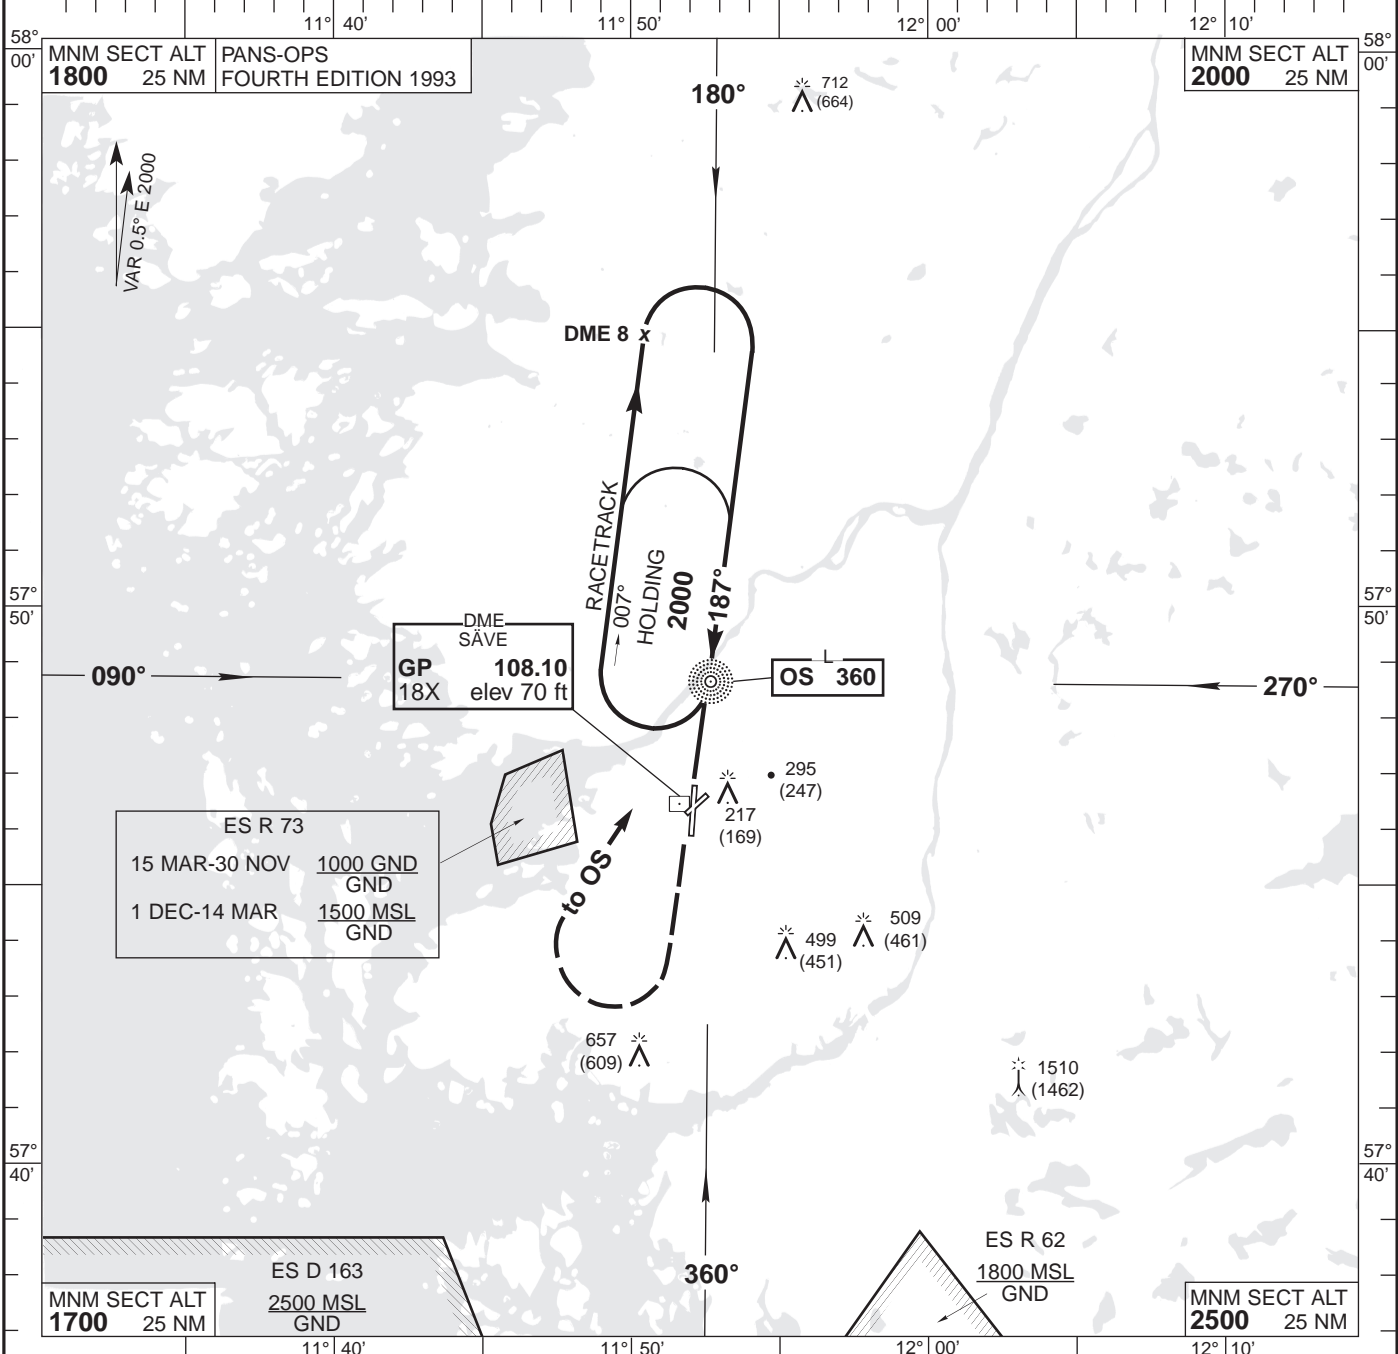 11° 40’ 11° 50’ 12° 00’ 12° 10’
58° 00’
58° 00’
MNM SECT ALT
1800 25 NM
PANS-OPS
FOURTH EDITION 1993
MNM SECT ALT
2000 25 NM
180°
712
(664)
VAR 0.5° E 2000
DME 8 x
RACETRACK
007°
HOLDING
2000
187°
57° 50’
57° 50’
DME
SÄVE
GP 108.10
18X elev 70 ft
090°
L
OS 360
270°
295
(247)
217
(169)
ES R 73
15 MAR-30 NOV 1000 GND
GND
1 DEC-14 MAR 1500 MSL
GND
to OS
509
(461)
499
(451)
657
(609)
1510
(1462)
57° 40’
57° 40’
ES D 163
2500 MSL
GND
360°
ES R 62
1800 MSL
GND
MNM SECT ALT
1700 25 NM
MNM SECT ALT
2500 25 NM
11° 40’ 11° 50’ 12° 00’ 12° 10’